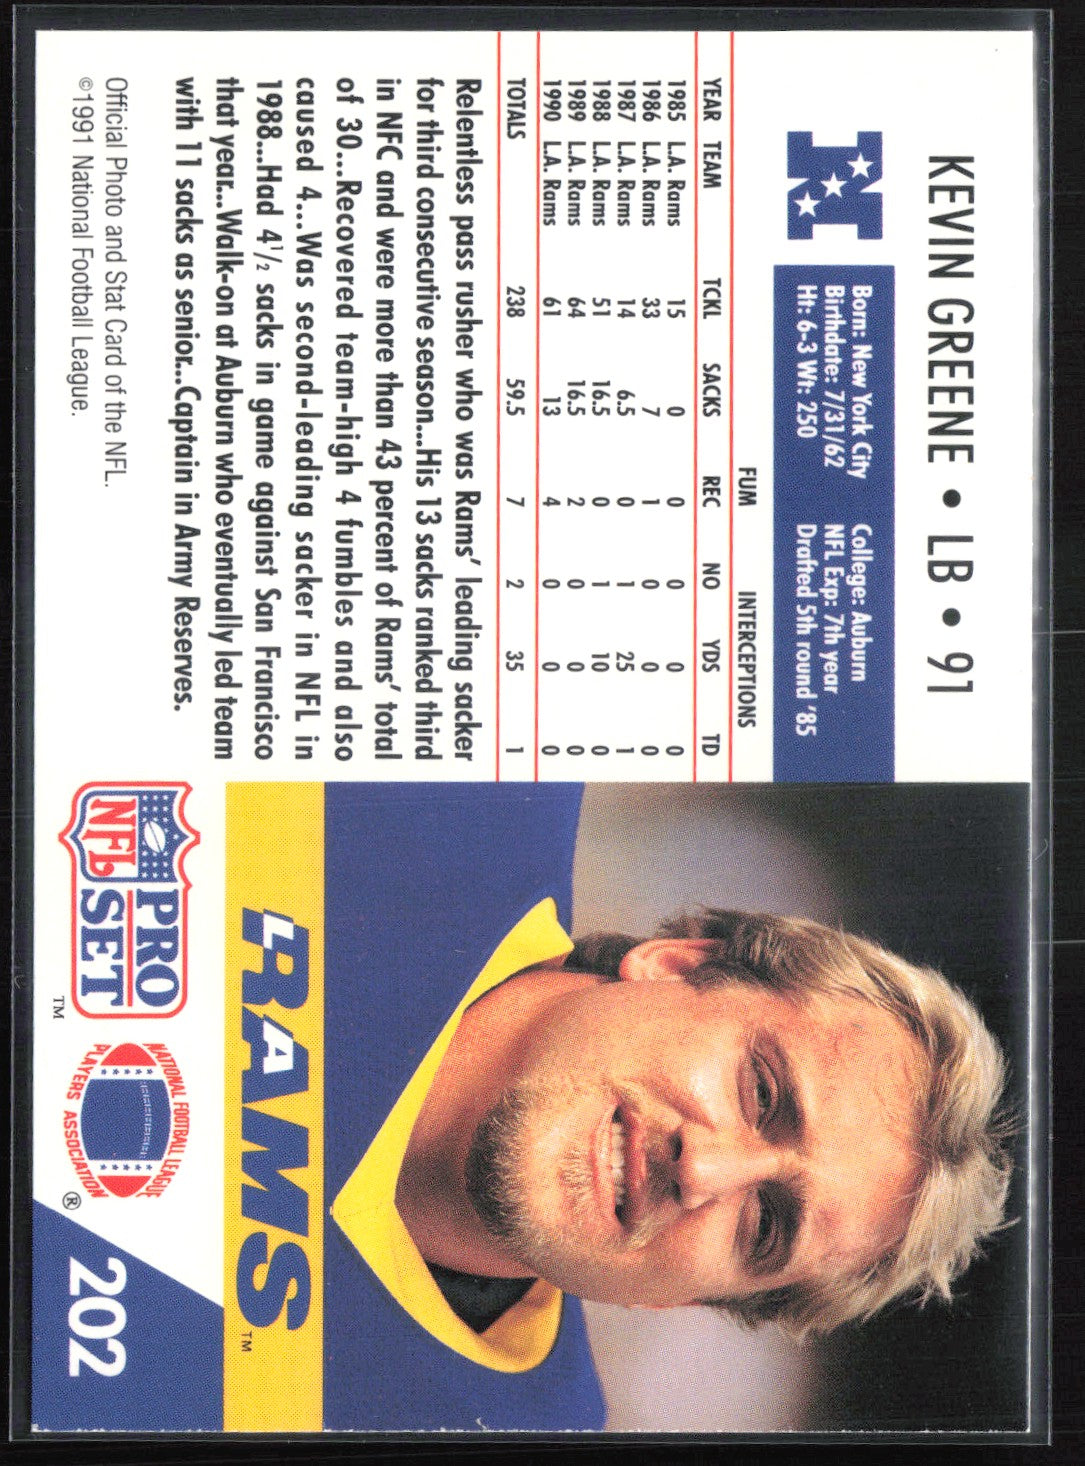 KEVIN GREENE • LB • 91
N
Born: New York City College: Auburn
Birthdate: 7/31/62 NFL Exp: 7th year
Ht: 6-3 Wt: 250 Drafted 5th round '85
FUM INTERCEPTIONS
YEAR TEAM TCKL SACKS REC NO YDS TD
1985 L.A. Rams 15 0 0 0 0 0
1986 L.A. Rams 33 7 1 0 0 0
1987 L.A. Rams 14 6.5 0 1 25 1
1988 L.A. Rams 51 16.5 0 1 10 0
1989 L.A. Rams 64 16.5 2 0 0 0
1990 L.A. Rams 61 13 4 0 0 0
TOTALS 238 59.5 7 2 35 1
Relentless pass rusher who was Rams' leading sacker
for third consecutive season...His 13 sacks ranked third
in NFC and were more than 43 percent of Rams' total
of 30...Recovered team-high 4 fumbles and also
caused 4...Was second-leading sacker in NFL in
1988...Had 4½ sacks in game against San Francisco
that year...Walk-on at Auburn who eventually led team
with 11 sacks as senior...Captain in Army Reserves.
Official Photo and Stat Card of the NFL.
©1991 National Football League.
RAMS™
NFL PRO SET™
NATIONAL FOOTBALL LEAGUE PLAYERS ASSOCIATION®
202